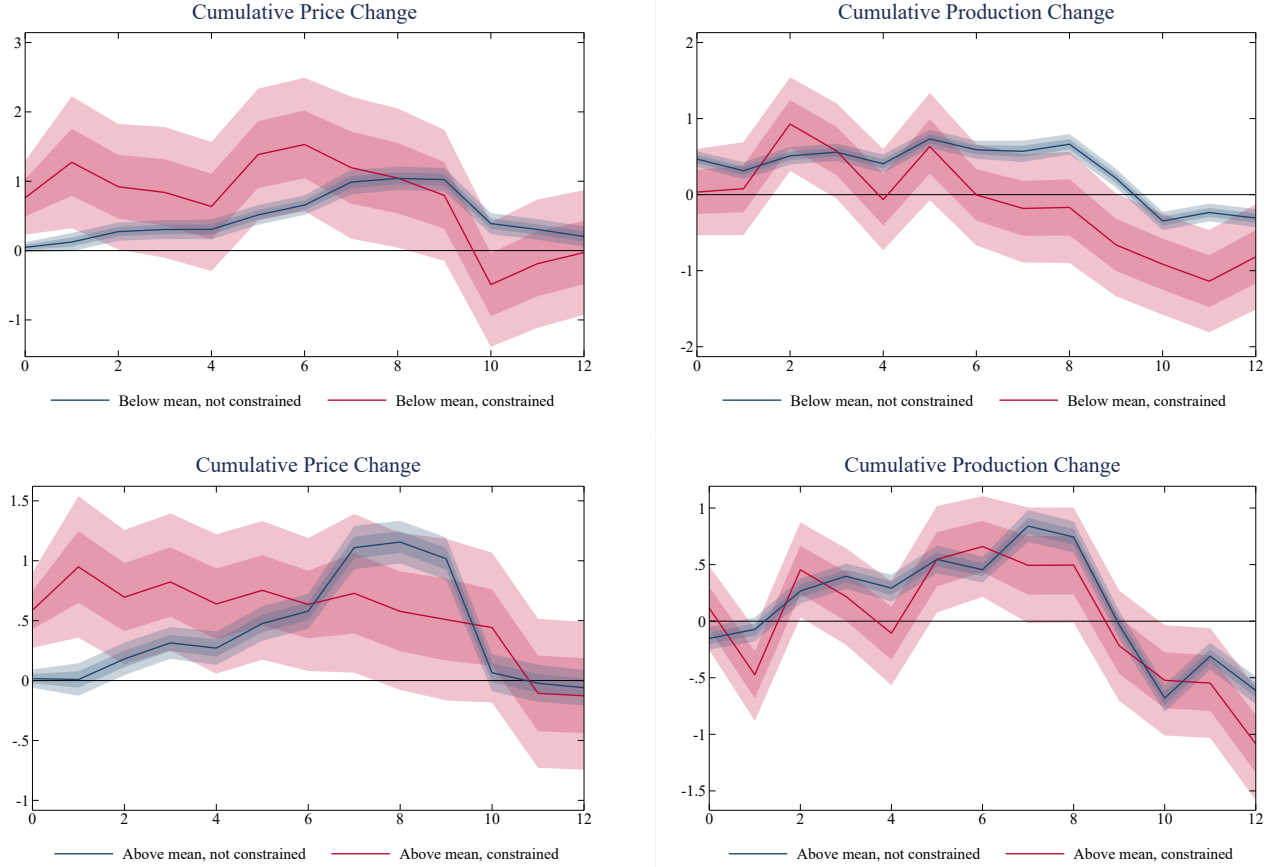 Cumulative Price Change
3
2
1
0
-1
0 2 4 6 8 10 12
Below mean, not constrained Below mean, constrained
Cumulative Production Change
2
1
0
-1
-2
0 2 4 6 8 10 12
Below mean, not constrained Below mean, constrained
Cumulative Price Change
1.5
1
.5
0
-.5
-1
0 2 4 6 8 10 12
Above mean, not constrained Above mean, constrained
Cumulative Production Change
1
.5
0
-.5
-1
-1.5
0 2 4 6 8 10 12
Above mean, not constrained Above mean, constrained